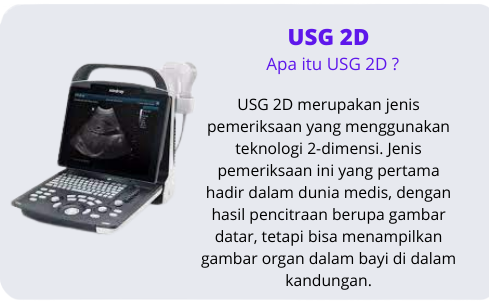 USG 2D
Apa itu USG 2D ?
USG 2D merupakan jenis
pemeriksaan yang menggunakan
teknologi 2-dimensi. Jenis
pemeriksaan ini yang pertama
hadir dalam dunia medis, dengan
hasil pencitraan berupa gambar
datar, tetapi bisa menampilkan
gambar organ dalam bayi di dalam
kandungan.